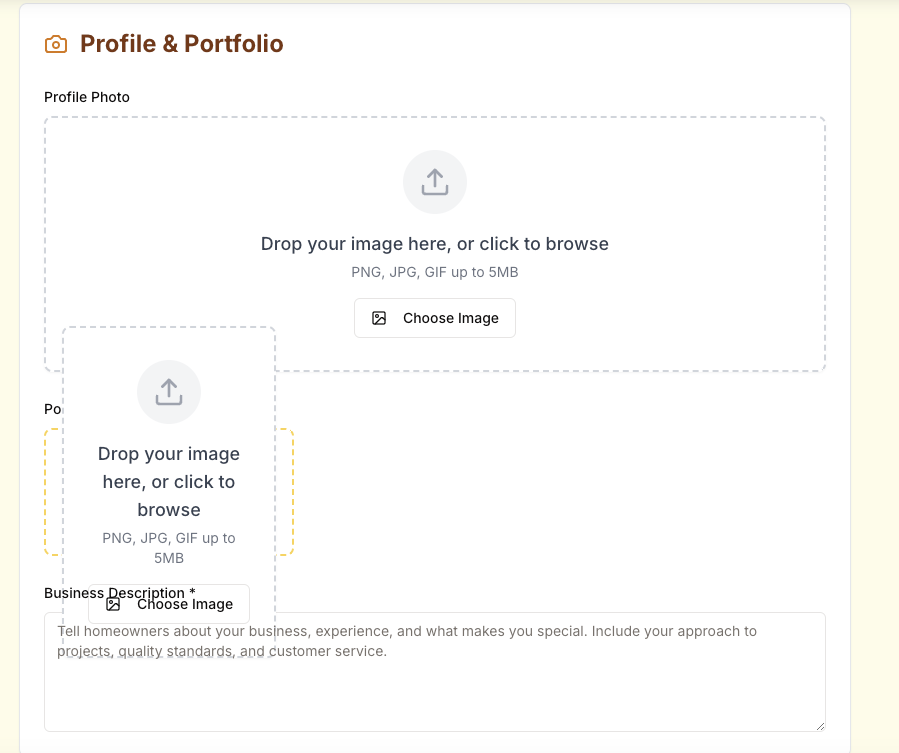 Profile & Portfolio
Profile Photo
Drop your image here, or click to browse
PNG, JPG, GIF up to 5MB
Choose Image
Po
Drop your image
here, or click to
browse
PNG, JPG, GIF up to
5MB
Business Description *
Choose Image
Tell homeowners about your business, experience, and what makes you special. Include your approach to
projects, quality standards, and customer service.